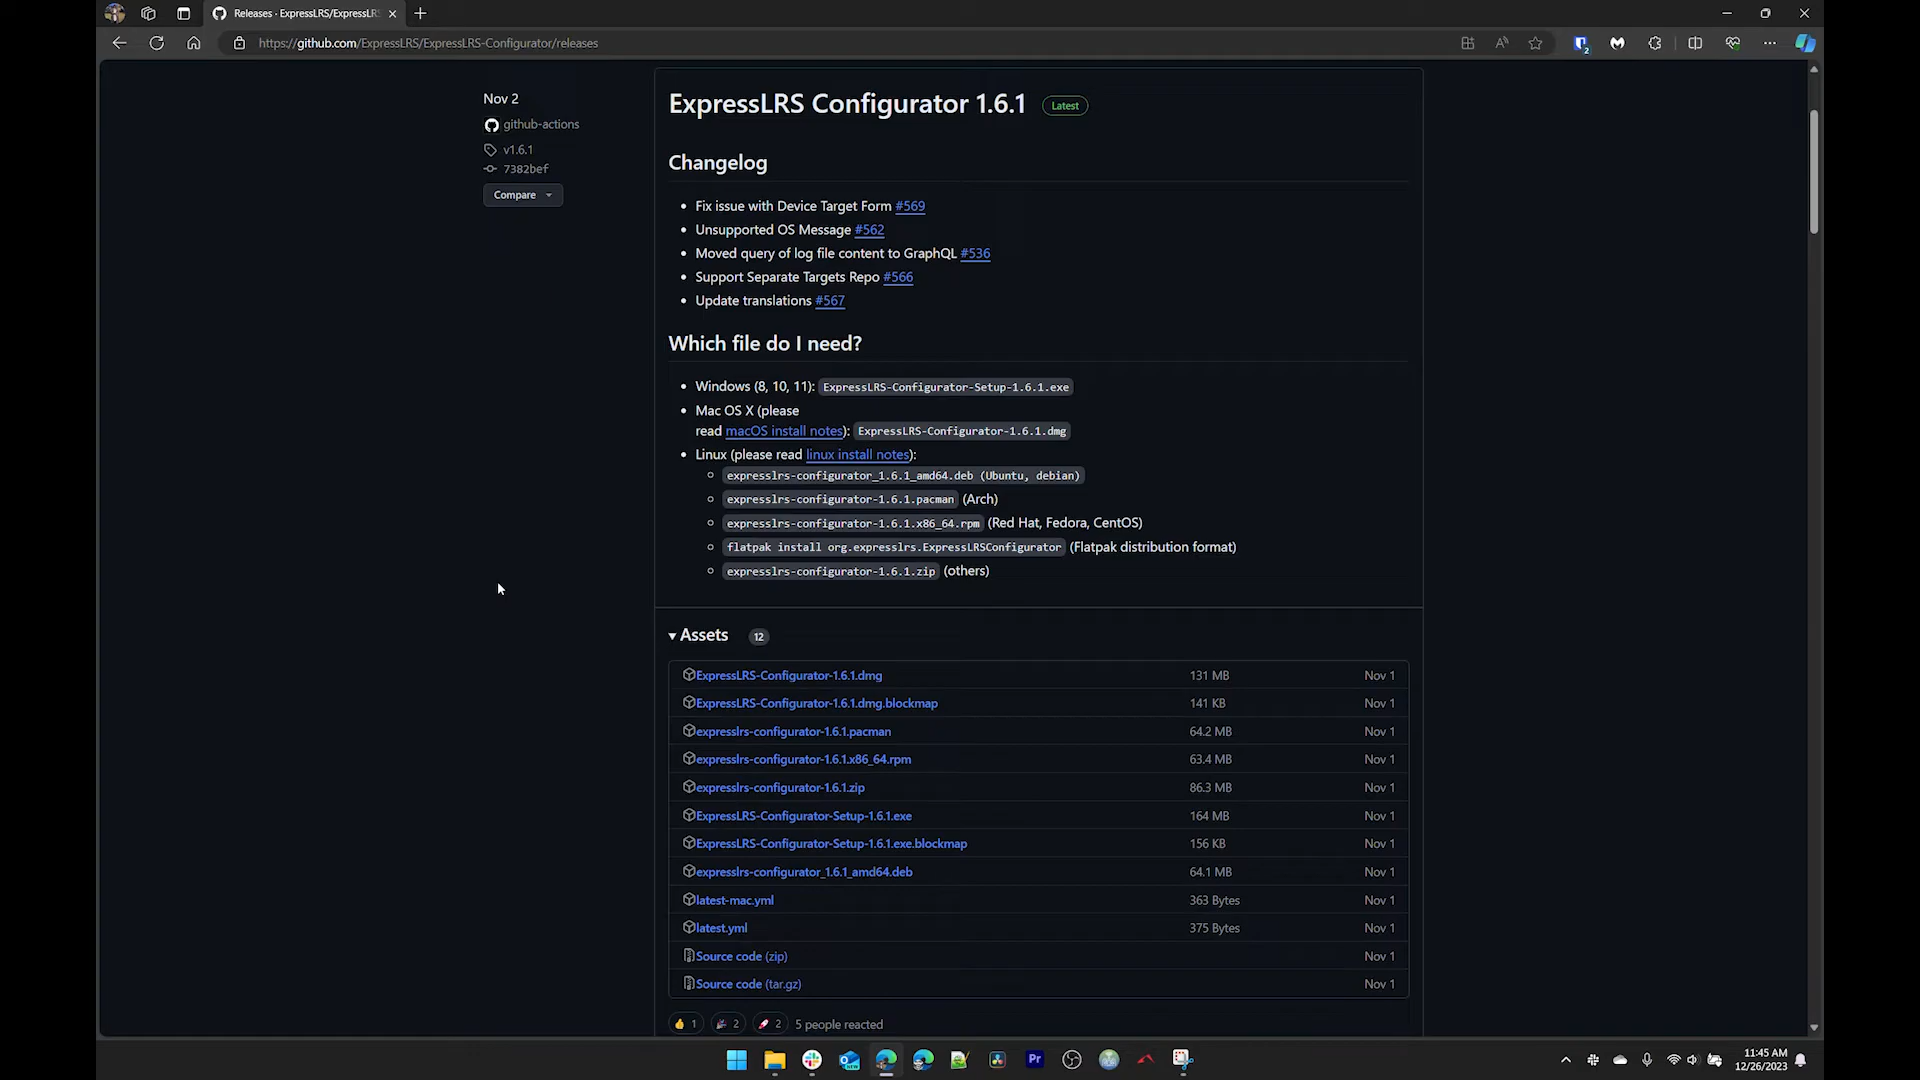 Releases · ExpressLRS/ExpressLRS
https://github.com/ExpressLRS/ExpressLRS-Configurator/releases
2
Nov 2
github-actions
v1.6.1
7382bef
Compare
ExpressLRS Configurator 1.6.1 Latest
Changelog
Fix issue with Device Target Form #569
Unsupported OS Message #562
Moved query of log file content to GraphQL #536
Support Separate Targets Repo #566
Update translations #567
Which file do I need?
Windows (8, 10, 11): ExpressLRS-Configurator-Setup-1.6.1.exe
Mac OS X (please
read macOS install notes): ExpressLRS-Configurator-1.6.1.dmg
Linux (please read linux install notes):
expresslrs-configurator_1.6.1_amd64.deb (Ubuntu, debian)
expresslrs-configurator-1.6.1.pacman (Arch)
expresslrs-configurator-1.6.1.x86_64.rpm (Red Hat, Fedora, CentOS)
flatpak install org.expresslrs.ExpressLRSConfigurator (Flatpak distribution format)
expresslrs-configurator-1.6.1.zip (others)
Assets 12
ExpressLRS-Configurator-1.6.1.dmg 131 MB Nov 1
ExpressLRS-Configurator-1.6.1.dmg.blockmap 141 KB Nov 1
expresslrs-configurator-1.6.1.pacman 64.2 MB Nov 1
expresslrs-configurator-1.6.1.x86_64.rpm 63.4 MB Nov 1
expresslrs-configurator-1.6.1.zip 86.3 MB Nov 1
ExpressLRS-Configurator-Setup-1.6.1.exe 164 MB Nov 1
ExpressLRS-Configurator-Setup-1.6.1.exe.blockmap 156 KB Nov 1
expresslrs-configurator_1.6.1_amd64.deb 64.1 MB Nov 1
latest-mac.yml 363 Bytes Nov 1
latest.yml 375 Bytes Nov 1
Source code (zip) Nov 1
Source code (tar.gz) Nov 1
1 2 2 5 people reacted
Pr
11:45 AM
12/26/2023